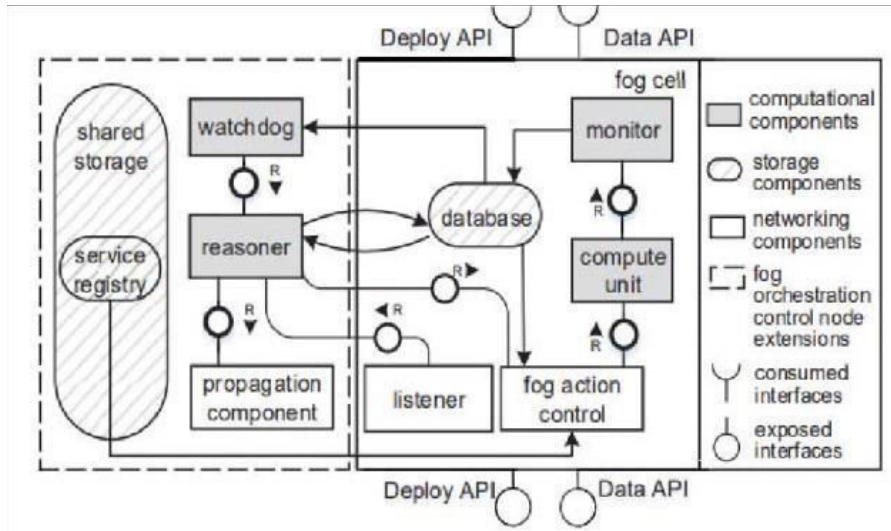 Deploy API
Data API
fog cell
shared
storage
watchdog
monitor
R
R
database
reasoner
service
registry
compute
unit
R
R
R
R
propagation
component
listener
fog action
control
Deploy API
Data API
computational
components
storage
components
networking
components
fog
orchestration
control node
extensions
consumed
interfaces
exposed
interfaces